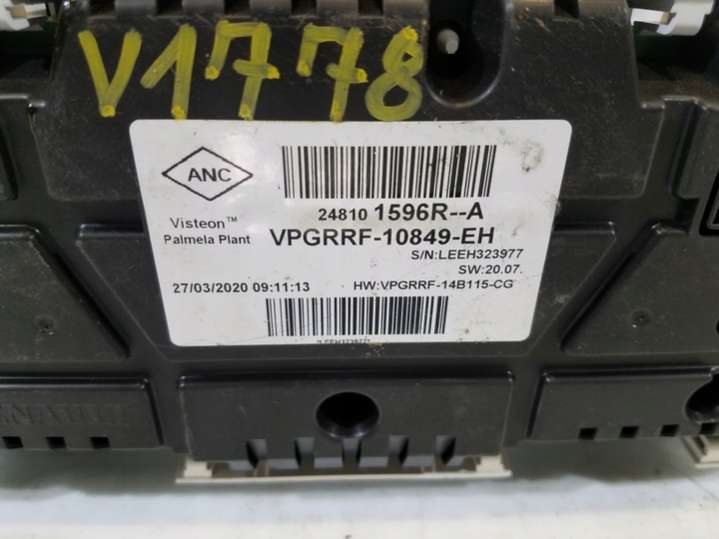 V1778
ANC
24810 1596R--A
Visteon™
Palmela Plant
VPGRRF-10849-EH
S/N:LEEH323977
SW:20.07.
27/03/2020 09:11:13
HW:VPGRRF-14B115-CG